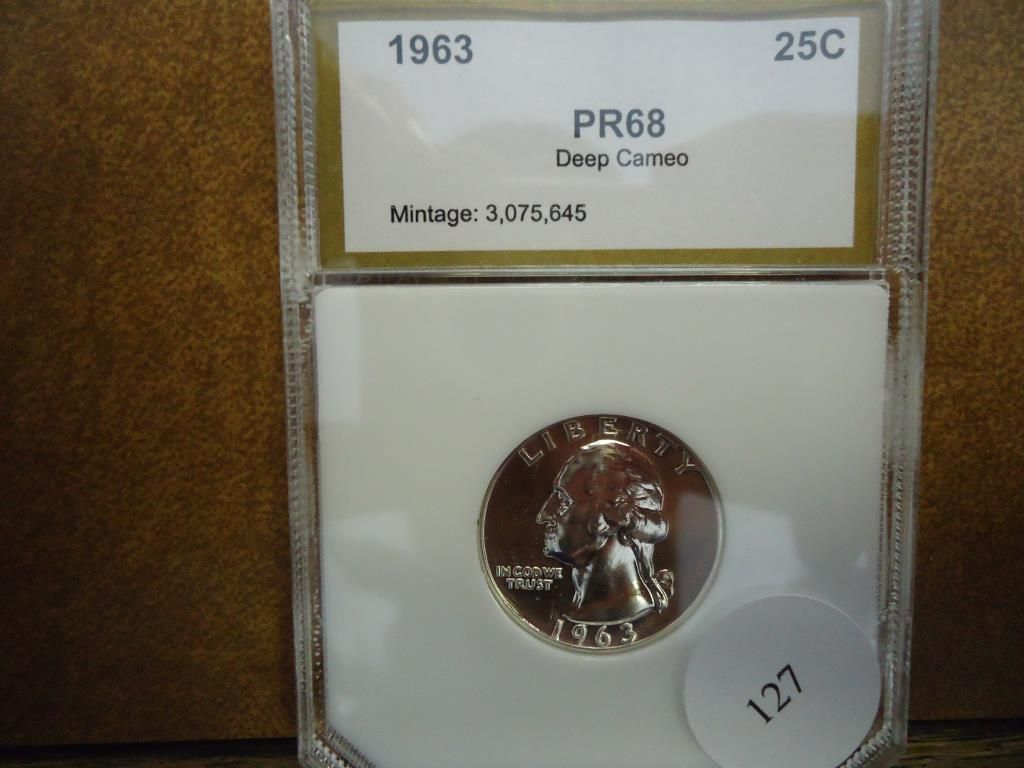 1963 25C
PR68
Deep Cameo
Mintage: 3,075,645
LIBERTY
IN GOD WE
TRUST
1963
127